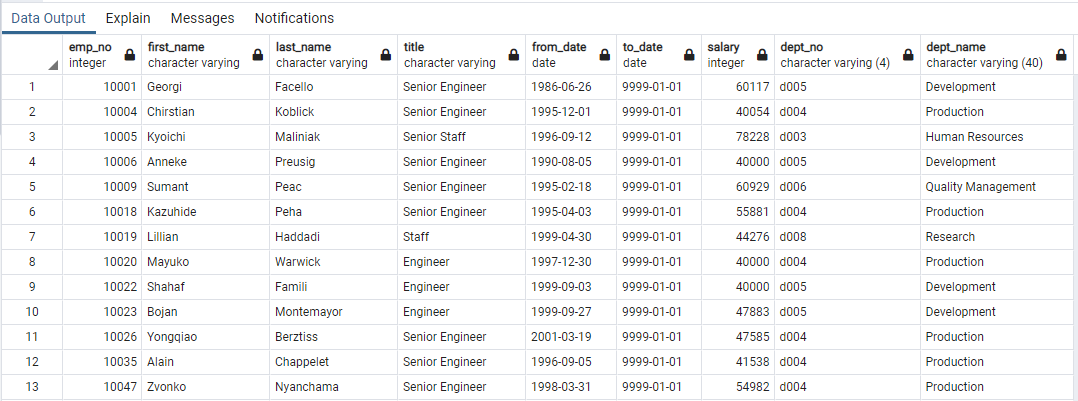 Data Output Explain Messages Notifications
emp_no first_name last_name title from_date to_date salary dept_no dept_name
integer character varying character varying character varying date date integer character varying (4) character varying (40)
1 10001 Georgi Facello Senior Engineer 1986-06-26 9999-01-01 60117 d005 Development
2 10004 Chirstian Koblick Senior Engineer 1995-12-01 9999-01-01 40054 d004 Production
3 10005 Kyoichi Maliniak Senior Staff 1996-09-12 9999-01-01 78228 d003 Human Resources
4 10006 Anneke Preusig Senior Engineer 1990-08-05 9999-01-01 40000 d005 Development
5 10009 Sumant Peac Senior Engineer 1995-02-18 9999-01-01 60929 d006 Quality Management
6 10018 Kazuhide Peha Senior Engineer 1995-04-03 9999-01-01 55881 d004 Production
7 10019 Lillian Haddadi Staff 1999-04-30 9999-01-01 44276 d008 Research
8 10020 Mayuko Warwick Engineer 1997-12-30 9999-01-01 40000 d004 Production
9 10022 Shahaf Famili Engineer 1999-09-03 9999-01-01 40000 d005 Development
10 10023 Bojan Montemayor Engineer 1999-09-27 9999-01-01 47883 d005 Development
11 10026 Yongqiao Berztiss Senior Engineer 2001-03-19 9999-01-01 47585 d004 Production
12 10035 Alain Chappelet Senior Engineer 1996-09-05 9999-01-01 41538 d004 Production
13 10047 Zvonko Nyanchama Senior Engineer 1998-03-31 9999-01-01 54982 d004 Production